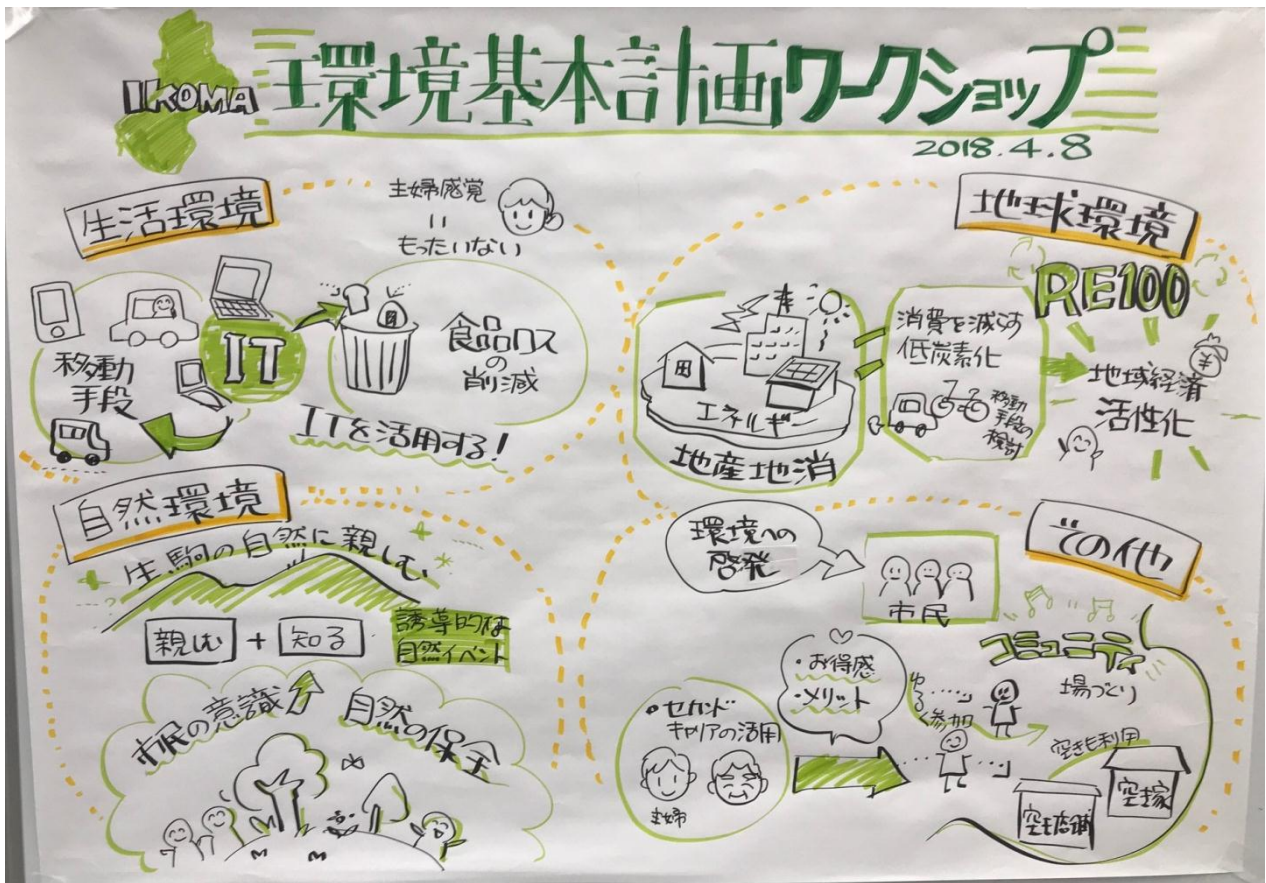 IKOMA
環境基本計画ワークショップ
2018.4.8
生活環境
主婦感覚
=
もったいない
IT
移動
手段
食品ロス
の
削減
ITを活用する!
地球環境
RE100
エネルギー
地産地消
=
消費を減らす
低炭素化
移動
手段の
検討
地域経済
活性化
¥
自然環境
生駒の自然に親しむ
親しむ + 知る
誘導的な
自然イベント
市民の意識
自然の保全
その他
環境への
啓発
市民
コミュニティ
場づくり
・セカンド
キャリアの活用
主婦
・お得感
・メリット
ゆるく参加
空きも利用
空き店舗
空き家